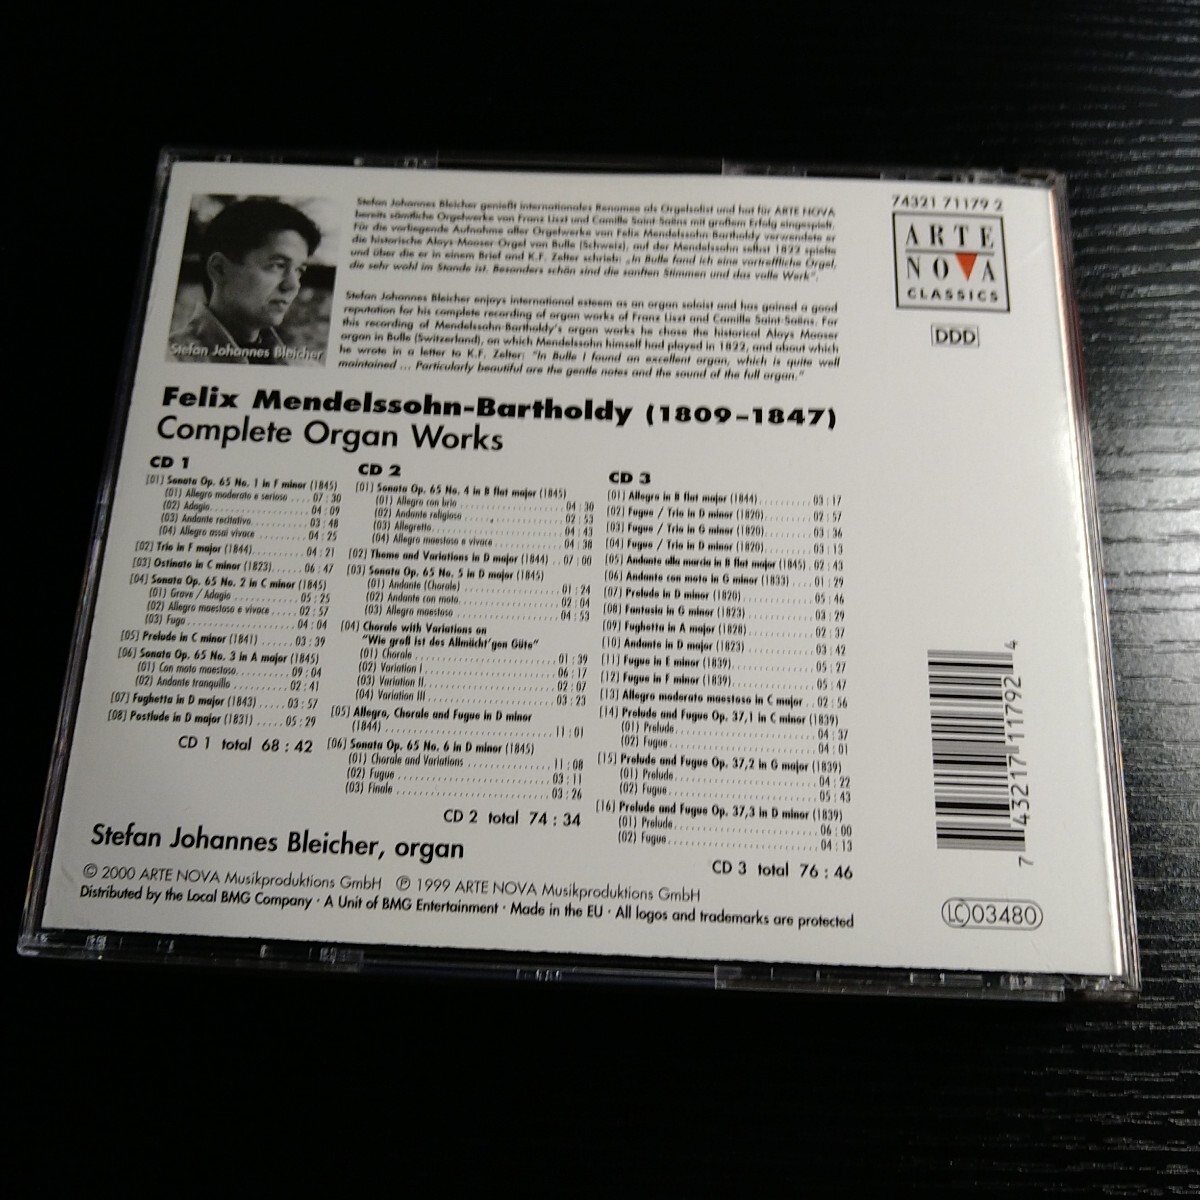 Stefan Johannes Bleicher genießt internationales Renomee als Orgelsolist und hat für ARTE NOVA
bereits sämtliche Orgelwerke von Franz Liszt und Camille Saint-Saëns mit großem Erfolg eingespielt.
Für die vorliegende Aufnahme aller Orgelwerke von Felix Mendelssohn Bartholdy verwendete er
die historische Aloys-Mooser-Orgel von Bulle (Schweiz), auf der Mendelssohn selbst 1822 spielte
und über die er in einem Brief and K.F. Zelter schrieb: „In Bulle fand ich eine vortreffliche Orgel,
die sehr wohl im Stande ist. Besonders schön sind die sanften Stimmen und das volle Werk".
Stefan Johannes Bleicher enjoys international esteem as an organ soloist and has gained a good
reputation for his complete recording of organ works of Franz Liszt and Camille Saint-Saëns. For
this recording of Mendelssohn-Bartholdy's organ works he chose the historical Aloys Mooser
organ in Bulle (Switzerland), on which Mendelssohn himself had played in 1822, and about which
he wrote in a letter to K.F. Zelter: "In Bulle I found an excellent organ, which is quite well
maintained ... Particularly beautiful are the gentle notes and the sound of the full organ."
Stefan Johannes Bleicher
74321 71179 2
ARTE
NOVA
CLASSICS
DDD
Felix Mendelssohn-Bartholdy (1809–1847)
Complete Organ Works
CD 1
[01] Sonata Op. 65 No. 1 in F minor (1845)
(01) Allegro moderato e serioso .... 07 : 30
(02) Adagio .... 04 : 09
(03) Andante recitativo .... 03 : 48
(04) Allegro assai vivace .... 04 : 25
[02] Trio in F major (1844) .... 04 : 21
[03] Ostinato in C minor (1823) .... 06 : 47
[04] Sonata Op. 65 No. 2 in C minor (1845)
(01) Grave / Adagio .... 05 : 25
(02) Allegro maestoso e vivace .... 02 : 57
(03) Fuga .... 04 : 04
[05] Prelude in C minor (1841) .... 03 : 39
[06] Sonata Op. 65 No. 3 in A major (1845)
(01) Con moto maestoso .... 09 : 04
(02) Andante tranquillo .... 02 : 41
[07] Fughetta in D major (1843) .... 03 : 57
[08] Postlude in D major (1831) .... 05 : 29
CD 1 total 68 : 42
CD 2
[01] Sonata Op. 65 No. 4 in B flat major (1845)
(01) Allegro con brio .... 04 : 30
(02) Andante religioso .... 02 : 53
(03) Allegretto .... 04 : 43
(04) Allegro maestoso e vivace .... 04 : 38
[02] Theme and Variations in D major (1844) .. 07 : 00
[03] Sonata Op. 65 No. 5 in D major (1845)
(01) Andante (Chorale) .... 01 : 24
(02) Andante con moto .... 02 : 04
(03) Allegro maestoso .... 04 : 53
[04] Chorale with Variations on
"Wie groß ist des Allmächt'gen Güte"
(01) Chorale .... 01 : 39
(02) Variation I .... 06 : 17
(03) Variation II .... 02 : 07
(04) Variation III .... 03 : 23
[05] Allegro, Chorale and Fugue in D minor
(1844) .... 11 : 01
[06] Sonata Op. 65 No. 6 in D minor (1845)
(01) Chorale and Variations .... 11 : 08
(02) Fugue .... 03 : 11
(03) Finale .... 03 : 26
CD 2 total 74 : 34
CD 3
[01] Allegro in B flat major (1844) .... 03 : 17
[02] Fugue / Trio in D minor (1820) .... 02 : 57
[03] Fugue / Trio in G minor (1820) .... 03 : 36
[04] Fugue / Trio in D minor (1820) .... 03 : 13
[05] Andante alla marcia in B flat major (1845) . 02 : 43
[06] Andante con moto in G minor (1833) .... 01 : 29
[07] Prelude in D minor (1820) .... 05 : 46
[08] Fantasia in G minor (1823) .... 03 : 29
[09] Fughetta in A major (1828) .... 02 : 37
[10] Andante in D major (1823) .... 03 : 42
[11] Fugue in E minor (1839) .... 05 : 27
[12] Fugue in F minor (1839) .... 05 : 47
[13] Allegro moderato maestoso in C major .. 02 : 56
[14] Prelude and Fugue Op. 37,1 in C minor (1839)
(01) Prelude .... 04 : 37
(02) Fugue .... 04 : 01
[15] Prelude and Fugue Op. 37,2 in G major (1839)
(01) Prelude .... 04 : 22
(02) Fugue .... 05 : 43
[16] Prelude and Fugue Op. 37,3 in D minor (1839)
(01) Prelude .... 06 : 00
(02) Fugue .... 04 : 13
CD 3 total 76 : 46
Stefan Johannes Bleicher, organ
© 2000 ARTE NOVA Musikproduktions GmbH ℗ 1999 ARTE NOVA Musikproduktions GmbH
Distributed by the Local BMG Company · A Unit of BMG Entertainment · Made in the EU · All logos and trademarks are protected
7 43217 11792 4
LC 03480